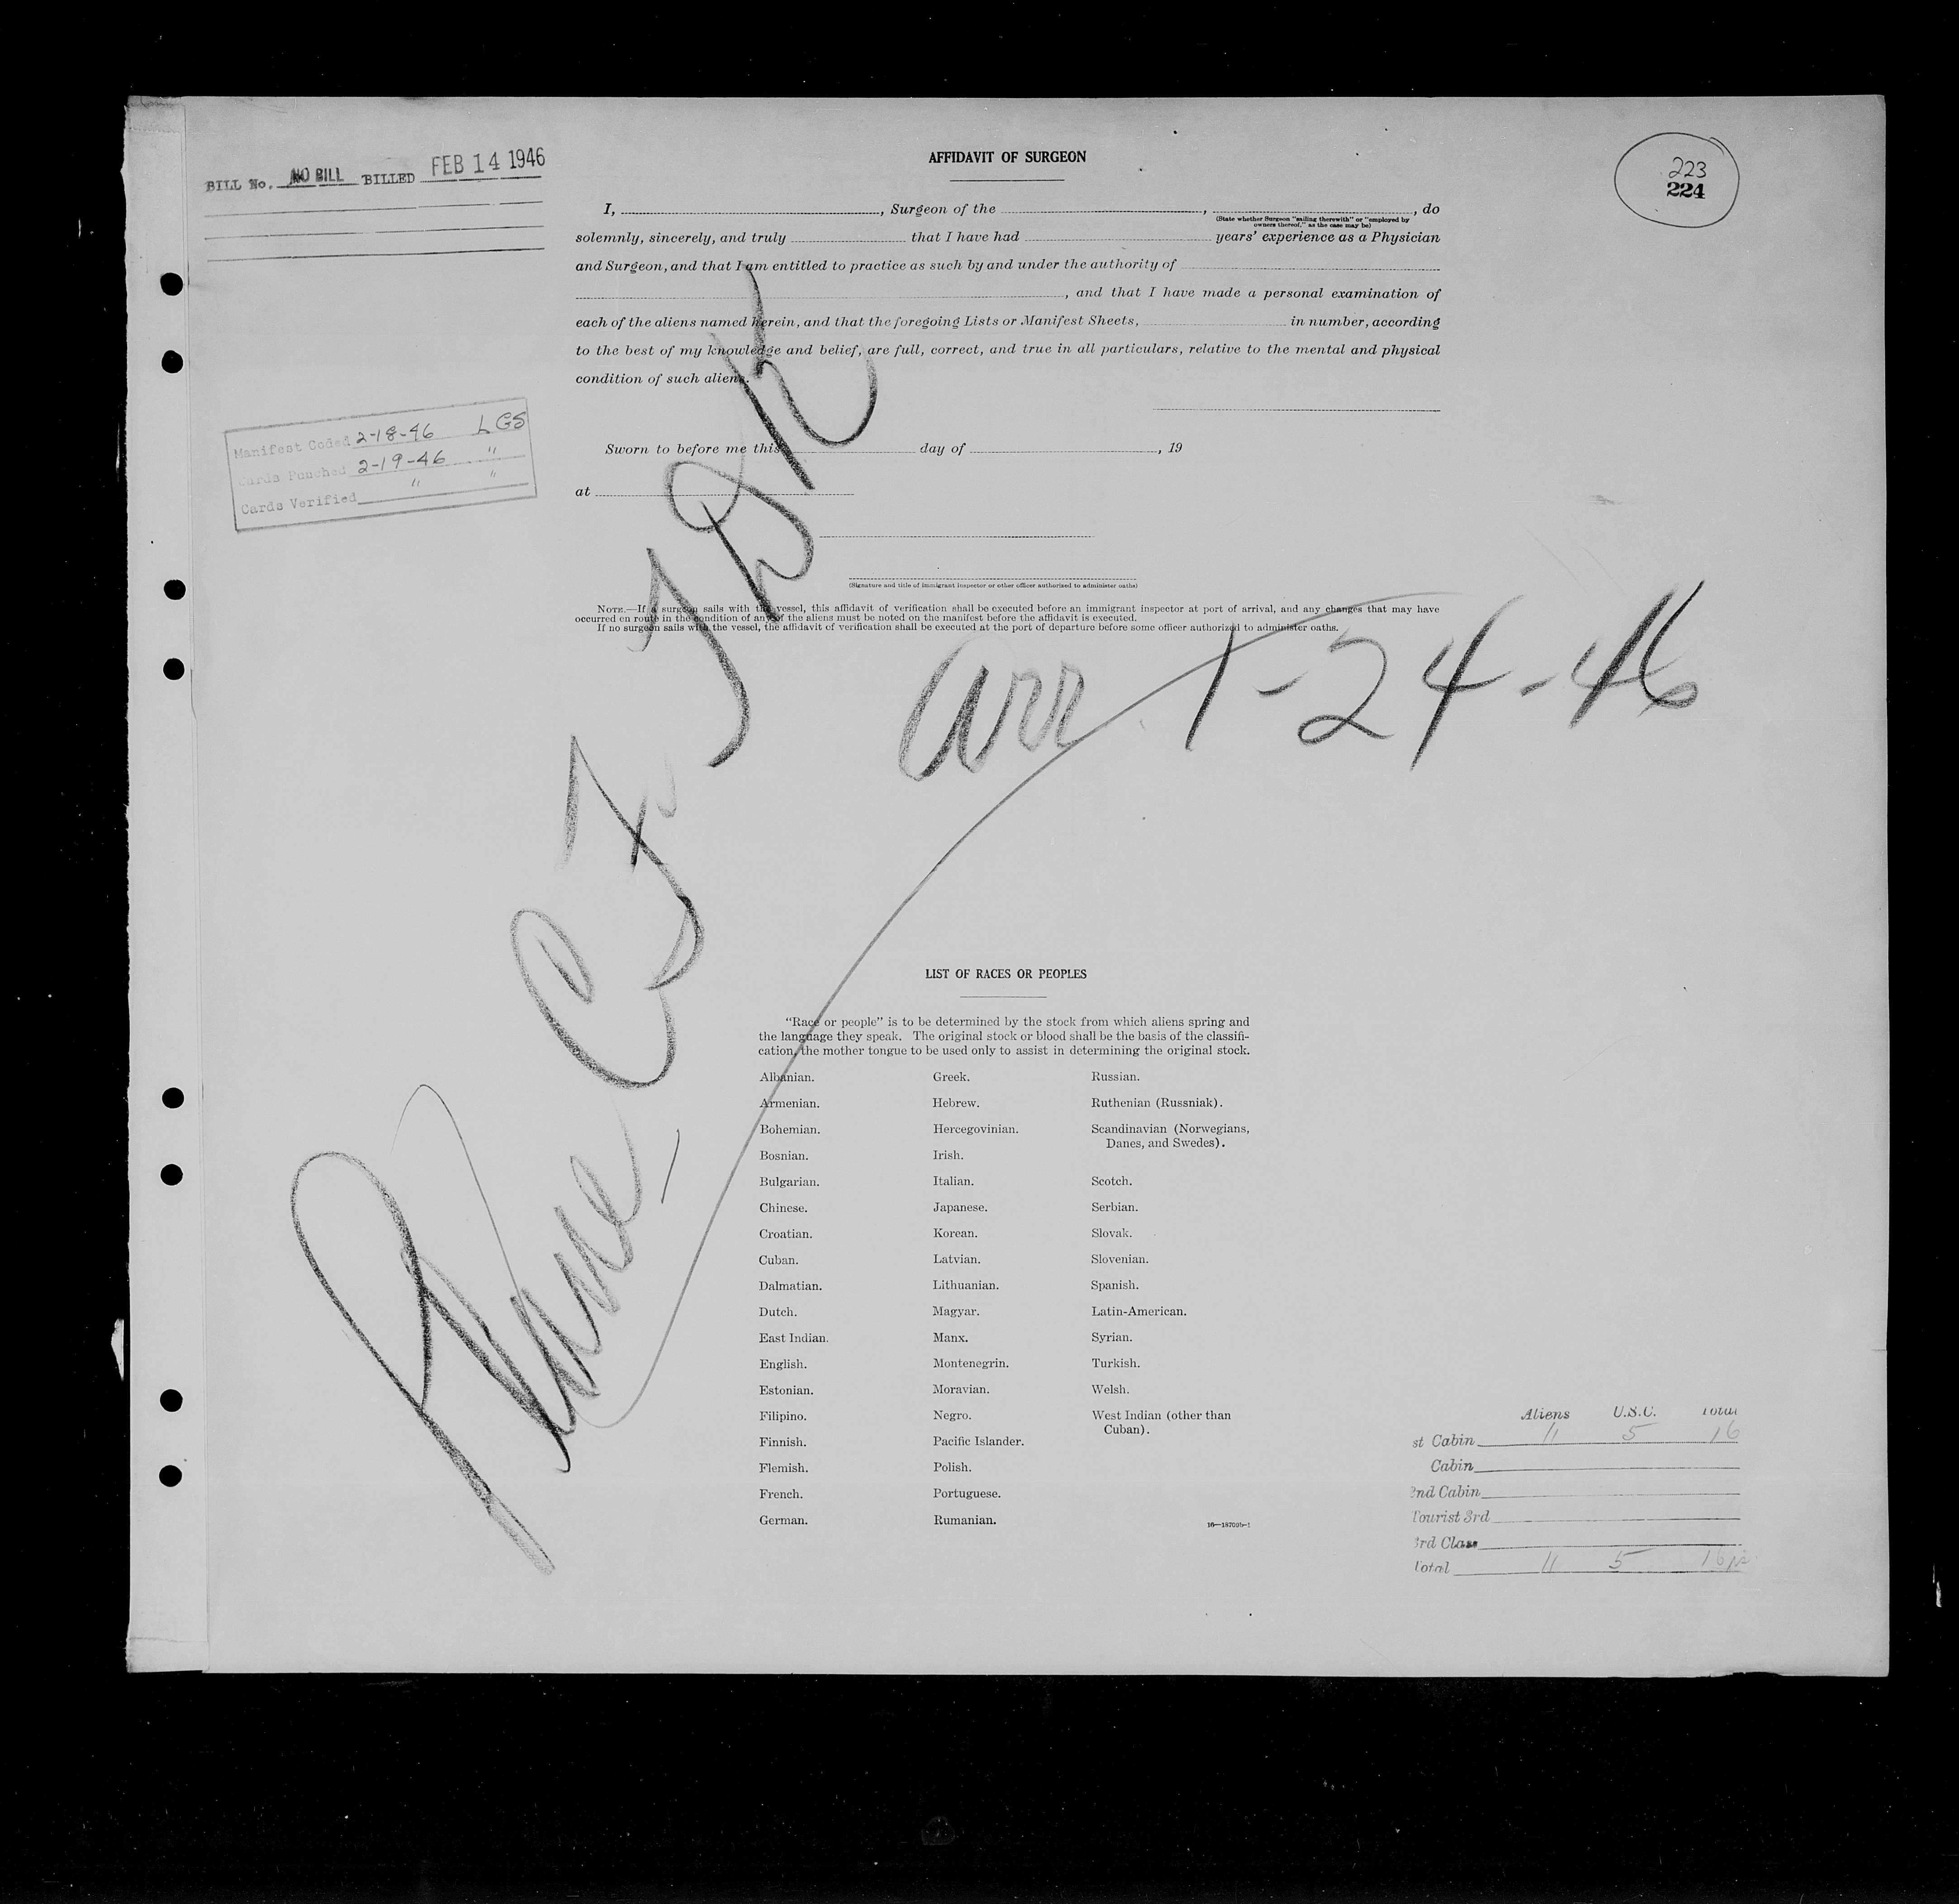 BILL No. NO BILL BILLED FEB 14 1946
AFFIDAVIT OF SURGEON
223
224
I, , Surgeon of the , , do
(State whether Surgeon "sailing therewith" or "employed by
owners thereof," as the case may be)
solemnly, sincerely, and truly that I have had years' experience as a Physician
and Surgeon, and that I am entitled to practice as such by and under the authority of
, and that I have made a personal examination of
each of the aliens named herein, and that the foregoing Lists or Manifest Sheets, in number, according
to the best of my knowledge and belief, are full, correct, and true in all particulars, relative to the mental and physical
condition of such aliens.
Manifest Coded 2-18-46 LGS
Cards Punched 2-19-46 "
Cards Verified " "
Sworn to before me this day of , 19
at
(Signature and title of immigrant inspector or other officer authorized to administer oaths)
NOTE.—If a surgeon sails with the vessel, this affidavit of verification shall be executed before an immigrant inspector at port of arrival, and any changes that may have
occurred en route in the condition of any of the aliens must be noted on the manifest before the affidavit is executed.
If no surgeon sails with the vessel, the affidavit of verification shall be executed at the port of departure before some officer authorized to administer oaths.
Plane
Arr 1-24-46
LIST OF RACES OR PEOPLES
"Race or people" is to be determined by the stock from which aliens spring and
the language they speak. The original stock or blood shall be the basis of the classifi-
cation, the mother tongue to be used only to assist in determining the original stock.
Albanian.
Armenian.
Bohemian.
Bosnian.
Bulgarian.
Chinese.
Croatian.
Cuban.
Dalmatian.
Dutch.
East Indian.
English.
Estonian.
Filipino.
Finnish.
Flemish.
French.
German.
Greek.
Hebrew.
Hercegovinian.
Irish.
Italian.
Japanese.
Korean.
Latvian.
Lithuanian.
Magyar.
Manx.
Montenegrin.
Moravian.
Negro.
Pacific Islander.
Polish.
Portuguese.
Rumanian.
Russian.
Ruthenian (Russniak).
Scandinavian (Norwegians,
Danes, and Swedes).
Scotch.
Serbian.
Slovak.
Slovenian.
Spanish.
Latin-American.
Syrian.
Turkish.
Welsh.
West Indian (other than
Cuban).
Aliens U.S.C. Total
st Cabin 11 5 16
Cabin
2nd Cabin
Tourist 3rd
3rd Class
Total 11 5 16